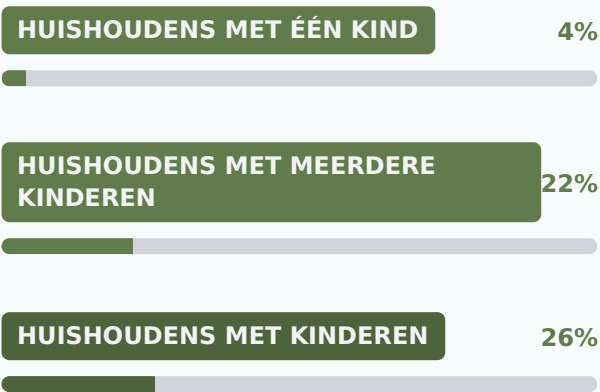 HUISHOUDENS MET ÉÉN KIND
4%
HUISHOUDENS MET MEERDERE
KINDEREN
22%
HUISHOUDENS MET KINDEREN
26%